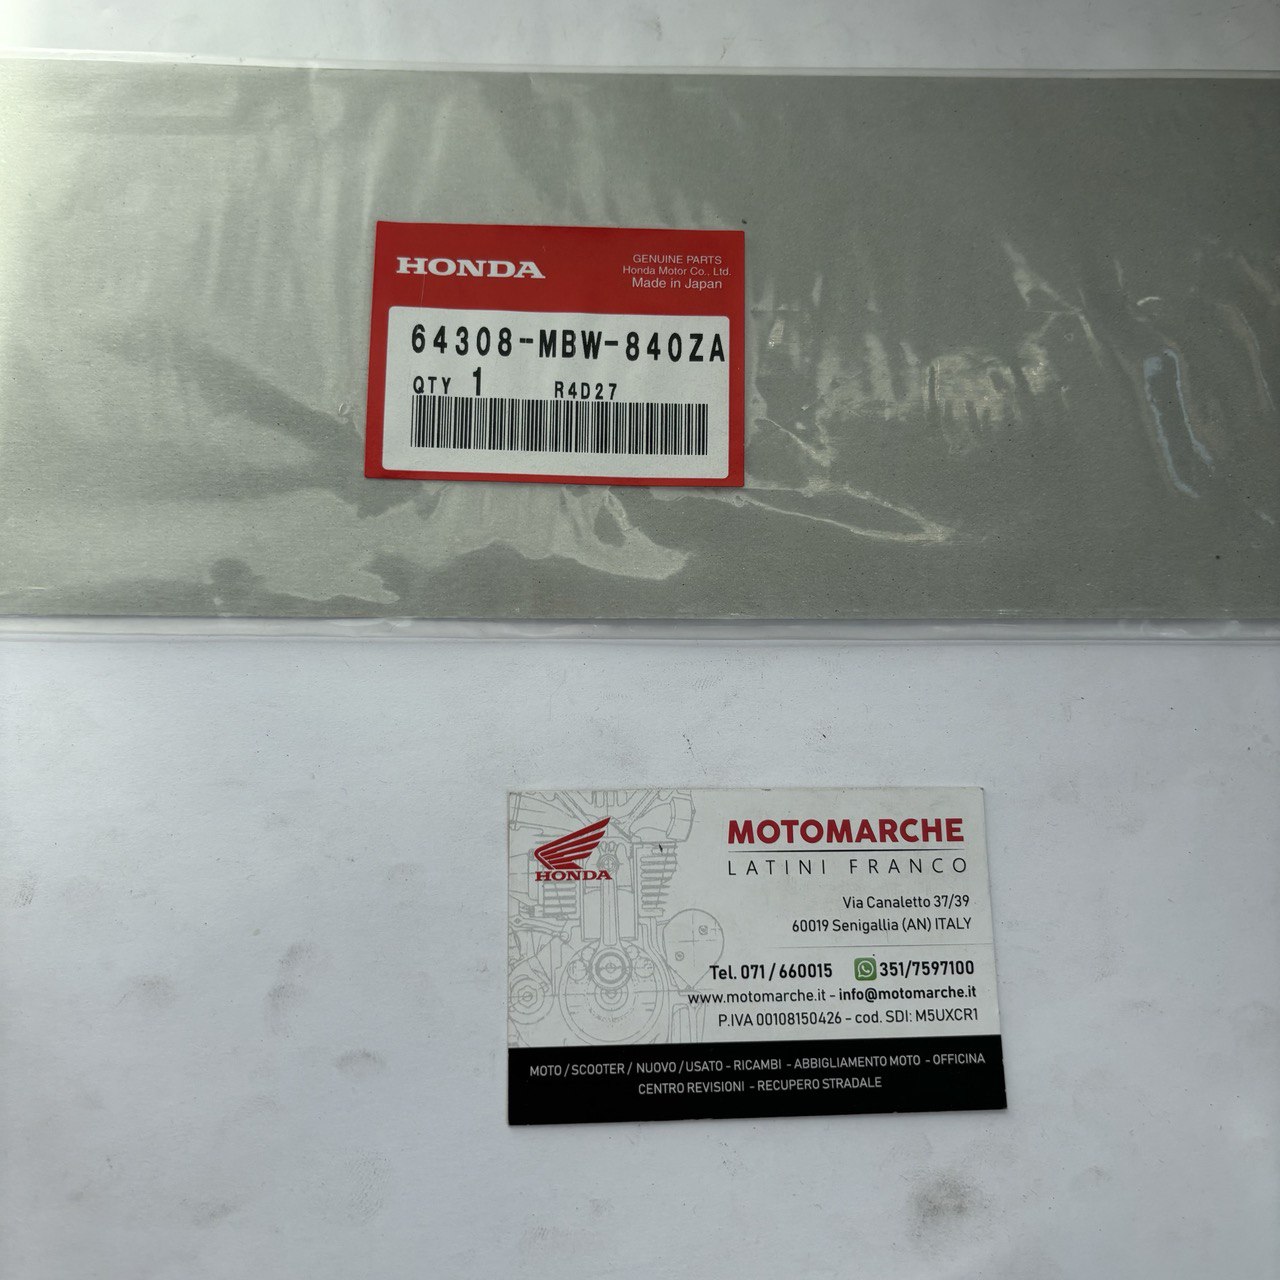 HONDA
GENUINE PARTS
Honda Motor Co., Ltd.
Made in Japan
64308-MBW-840ZA
QTY 1 R4D27
HONDA
MOTOMARCHE
LATINI FRANCO
Via Canaletto 37/39
60019 Senigallia (AN) ITALY
Tel. 071 / 660015 351/7597100
www.motomarche.it - info@motomarche.it
P.IVA 00108150426 - cod. SDI: M5UXCR1
MOTO / SCOOTER / NUOVO / USATO - RICAMBI - ABBIGLIAMENTO MOTO - OFFICINA
CENTRO REVISIONI - RECUPERO STRADALE